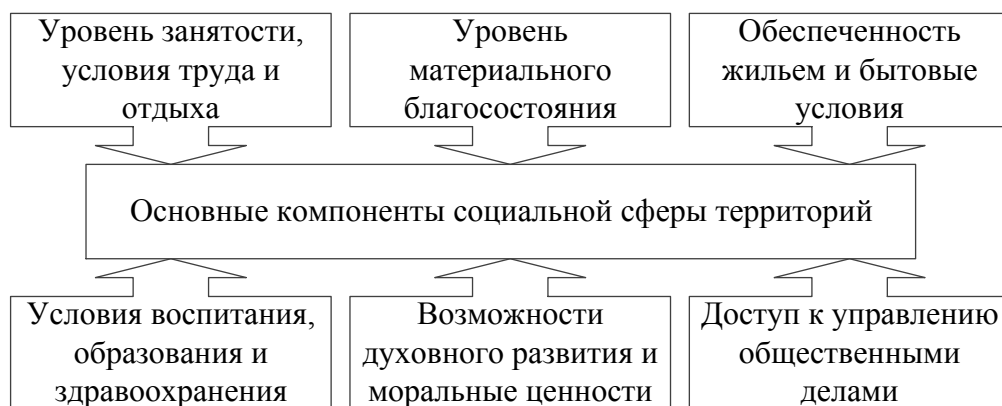 Уровень занятости,
условия труда и
отдыха
Уровень
материального
благосостояния
Обеспеченность
жильем и бытовые
условия
Основные компоненты социальной сферы территорий
Условия воспитания,
образования и
здравоохранения
Возможности
духовного развития и
моральные ценности
Доступ к управлению
общественными
делами